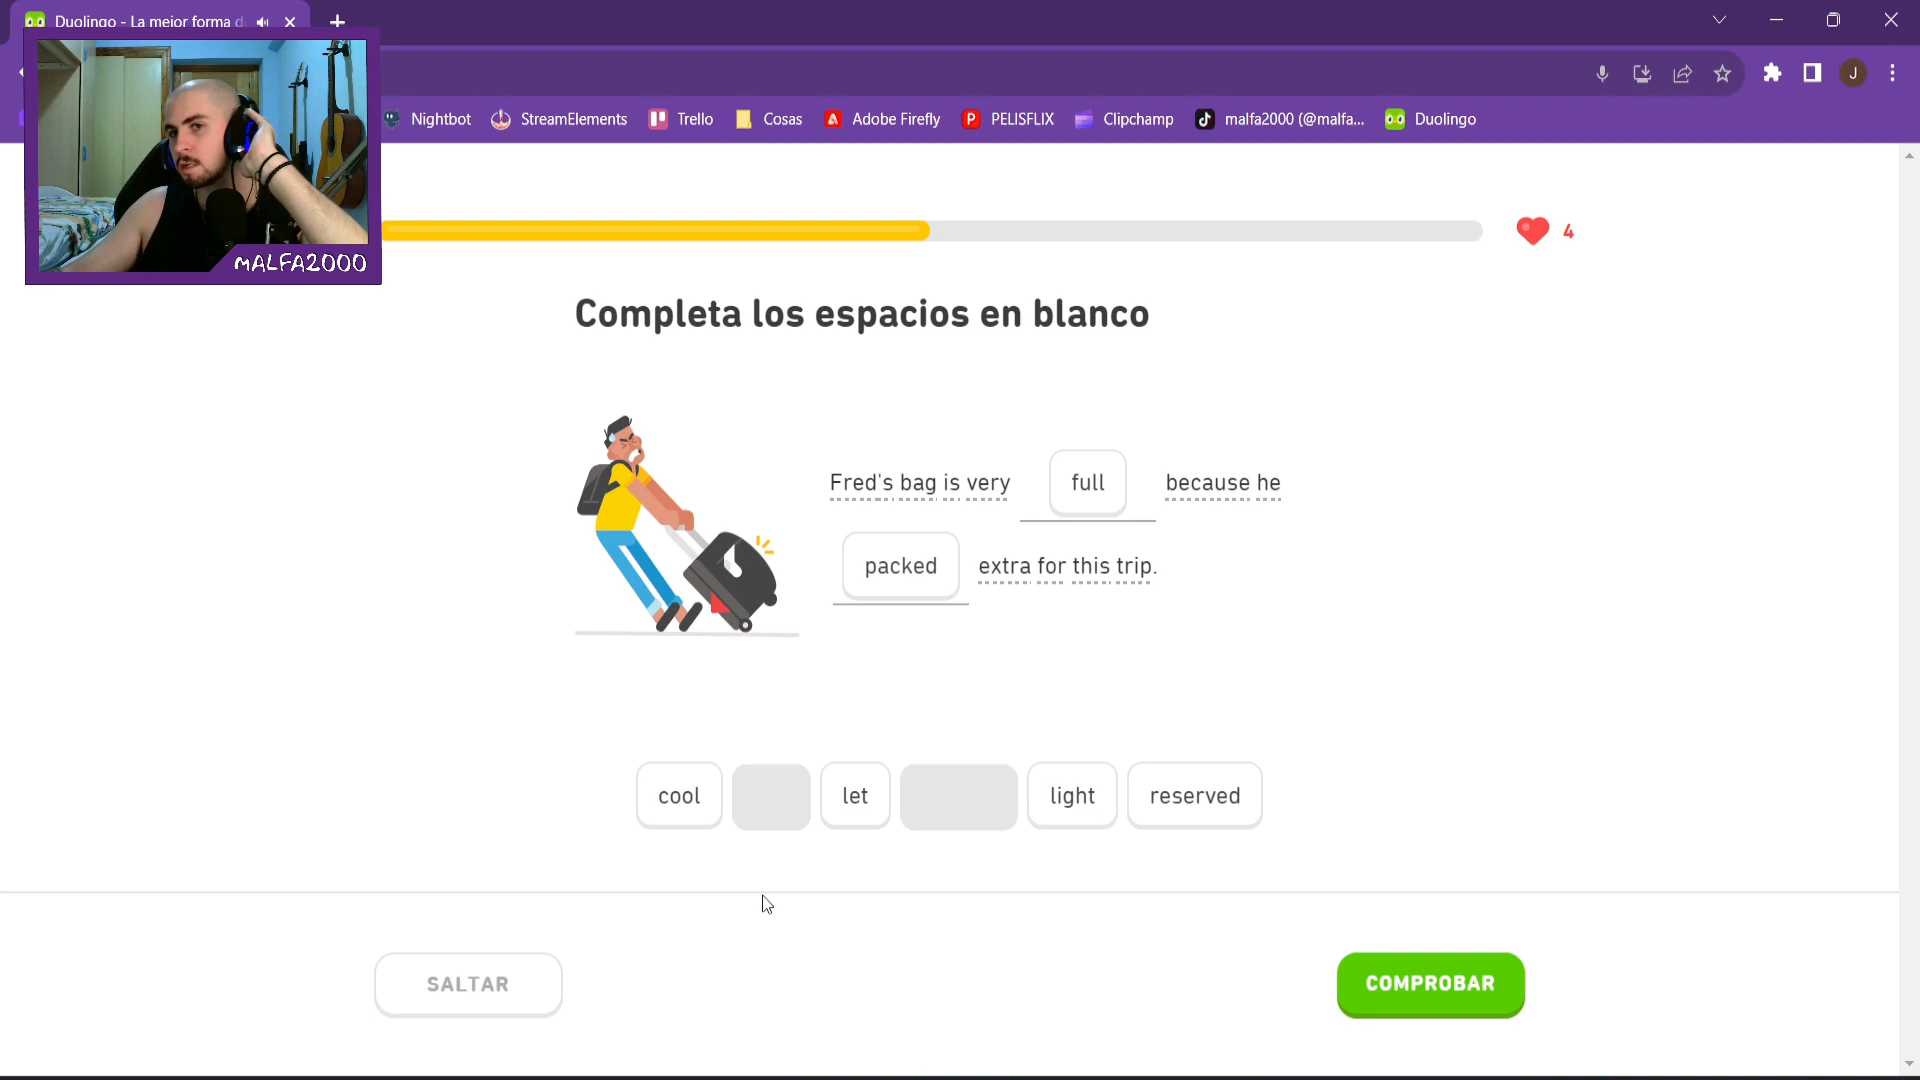 Duolingo - La mejor forma d
Nightbot StreamElements Trello Cosas Adobe Firefly PELISFLIX Clipchamp malfa2000 (@malfa... Duolingo
J
MALFA2000
4
Completa los espacios en blanco
Fred's bag is very full because he
packed extra for this trip.
cool let light reserved
SALTAR COMPROBAR